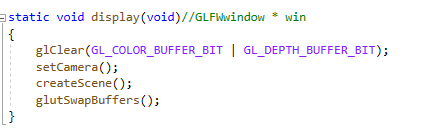 static void display(void)//GLFWwindow * win
{
glClear(GL_COLOR_BUFFER_BIT | GL_DEPTH_BUFFER_BIT);
setCamera();
createScene();
glutSwapBuffers();
}